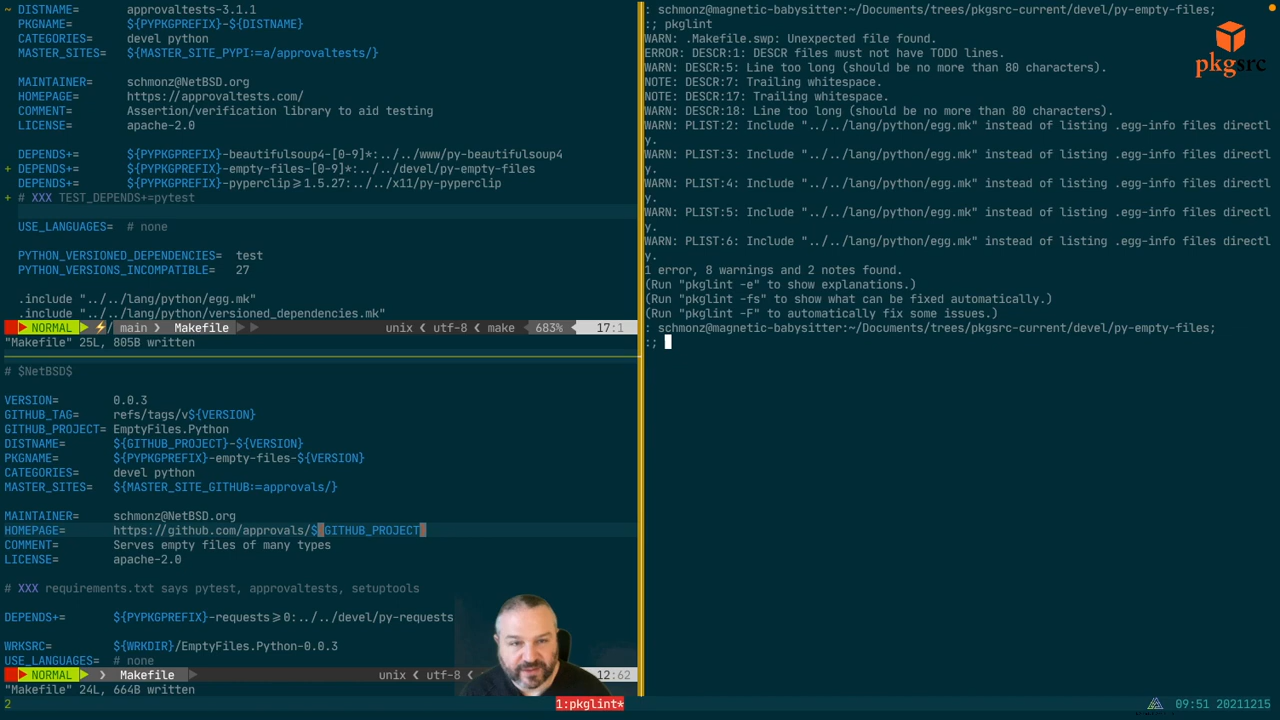 ~ DISTNAME= approvaltests-3.1.1
PKGNAME= ${PYPKGPREFIX}-${DISTNAME}
CATEGORIES= devel python
MASTER_SITES= ${MASTER_SITE_PYPI:=a/approvaltests/}
MAINTAINER= schmonz@NetBSD.org
HOMEPAGE= https://approvaltests.com/
COMMENT= Assertion/verification library to aid testing
LICENSE= apache-2.0
DEPENDS+= ${PYPKGPREFIX}-beautifulsoup4-[0-9]*:../../www/py-beautifulsoup4
+ DEPENDS+= ${PYPKGPREFIX}-empty-files-[0-9]*:../../devel/py-empty-files
DEPENDS+= ${PYPKGPREFIX}-pyperclip>=1.5.27:../../x11/py-pyperclip
+ # XXX TEST_DEPENDS+=pytest
USE_LANGUAGES= # none
PYTHON_VERSIONED_DEPENDENCIES= test
PYTHON_VERSIONS_INCOMPATIBLE= 27
.include "../../lang/python/egg.mk"
.include "../../lang/python/versioned_dependencies.mk"
NORMAL ⚡ main ❯ Makefile unix ❮ utf-8 ❮ make 683% 17:1
"Makefile" 25L, 805B written
# $NetBSD$
VERSION= 0.0.3
GITHUB_TAG= refs/tags/v${VERSION}
GITHUB_PROJECT= EmptyFiles.Python
DISTNAME= ${GITHUB_PROJECT}-${VERSION}
PKGNAME= ${PYPKGPREFIX}-empty-files-${VERSION}
CATEGORIES= devel python
MASTER_SITES= ${MASTER_SITE_GITHUB:=approvals/}
MAINTAINER= schmonz@NetBSD.org
HOMEPAGE= https://github.com/approvals/${GITHUB_PROJECT}
COMMENT= Serves empty files of many types
LICENSE= apache-2.0
# XXX requirements.txt says pytest, approvaltests, setuptools
DEPENDS+= ${PYPKGPREFIX}-requests>=0:../../devel/py-requests
WRKSRC= ${WRKDIR}/EmptyFiles.Python-0.0.3
USE_LANGUAGES= # none
NORMAL ❯ Makefile unix ❮ utf-8 ❮ 12:62
"Makefile" 24L, 664B written
: schmonz@magnetic-babysitter:~/Documents/trees/pkgsrc-current/devel/py-empty-files;
:; pkglint
WARN: .Makefile.swp: Unexpected file found.
ERROR: DESCR:1: DESCR files must not have TODO lines.
WARN: DESCR:5: Line too long (should be no more than 80 characters).
NOTE: DESCR:7: Trailing whitespace.
NOTE: DESCR:17: Trailing whitespace.
WARN: DESCR:18: Line too long (should be no more than 80 characters).
WARN: PLIST:2: Include "../../lang/python/egg.mk" instead of listing .egg-info files directl
y.
WARN: PLIST:3: Include "../../lang/python/egg.mk" instead of listing .egg-info files directl
y.
WARN: PLIST:4: Include "../../lang/python/egg.mk" instead of listing .egg-info files directl
y.
WARN: PLIST:5: Include "../../lang/python/egg.mk" instead of listing .egg-info files directl
y.
WARN: PLIST:6: Include "../../lang/python/egg.mk" instead of listing .egg-info files directl
y.
1 error, 8 warnings and 2 notes found.
(Run "pkglint -e" to show explanations.)
(Run "pkglint -fs" to show what can be fixed automatically.)
(Run "pkglint -F" to automatically fix some issues.)
: schmonz@magnetic-babysitter:~/Documents/trees/pkgsrc-current/devel/py-empty-files;
:;
pkgsrc
2 1:pkglint* 09:51 20211215